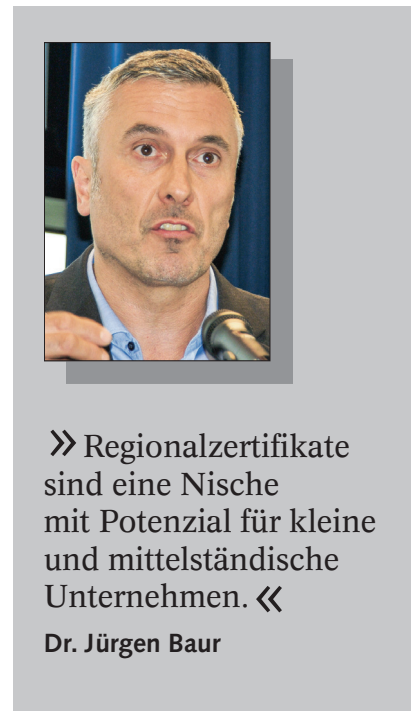 » Regionalzertifikate
sind eine Nische
mit Potenzial für kleine
und mittelständische
Unternehmen. «
Dr. Jürgen Baur